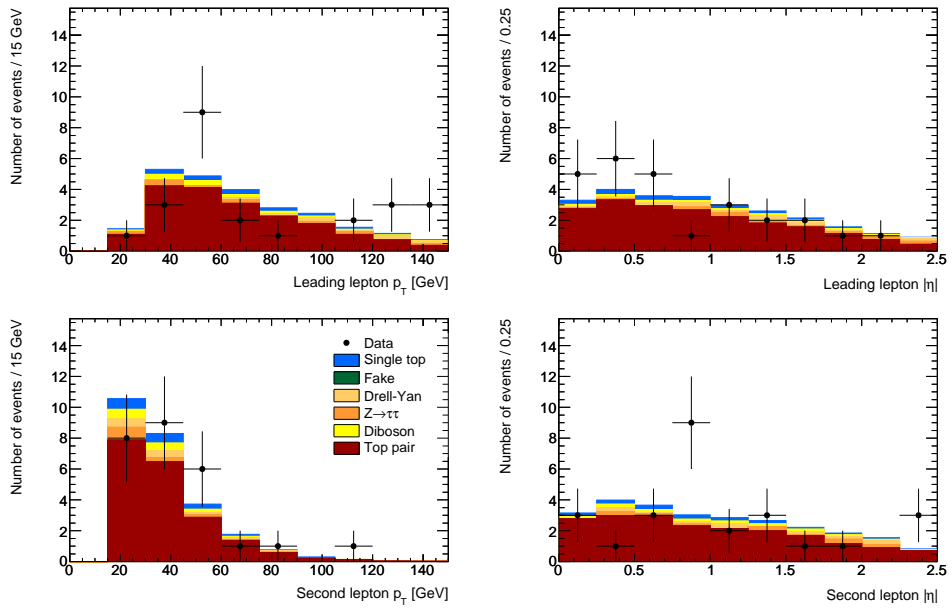 Number of events / 15 GeV
14
12
10
8
6
4
2
0
0 20 40 60 80 100 120 140
Leading lepton p_T [GeV]
Number of events / 0.25
14
12
10
8
6
4
2
0
0 0.5 1 1.5 2 2.5
Leading lepton |η|
Number of events / 15 GeV
14
12
10
8
6
4
2
0
0 20 40 60 80 100 120 140
Second lepton p_T [GeV]
Data
Single top
Fake
Drell-Yan
Z→ττ
Diboson
Top pair
Number of events / 0.25
14
12
10
8
6
4
2
0
0 0.5 1 1.5 2 2.5
Second lepton |η|